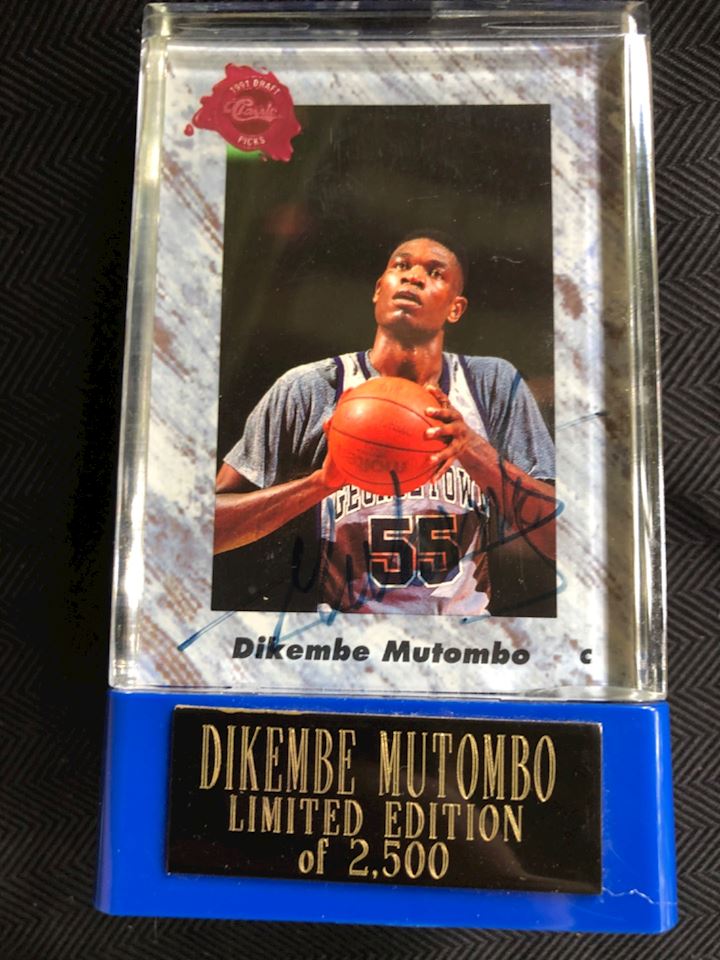 1991 DRAFT
Classic
PICKS
GEORGETOWN
55
Dikembe Mutombo C
DIKEMBE MUTOMBO
LIMITED EDITION
of 2,500